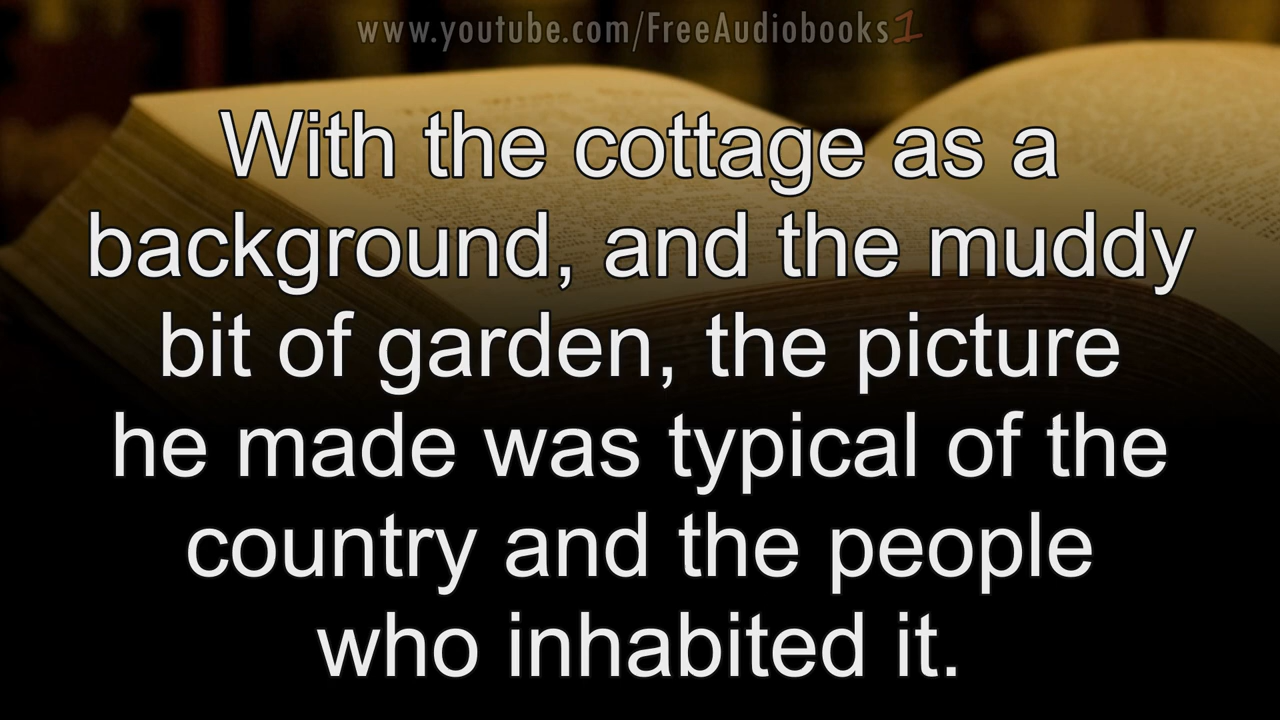 www.youtube.com/FreeAudiobooks1
With the cottage as a
background, and the muddy
bit of garden, the picture
he made was typical of the
country and the people
who inhabited it.